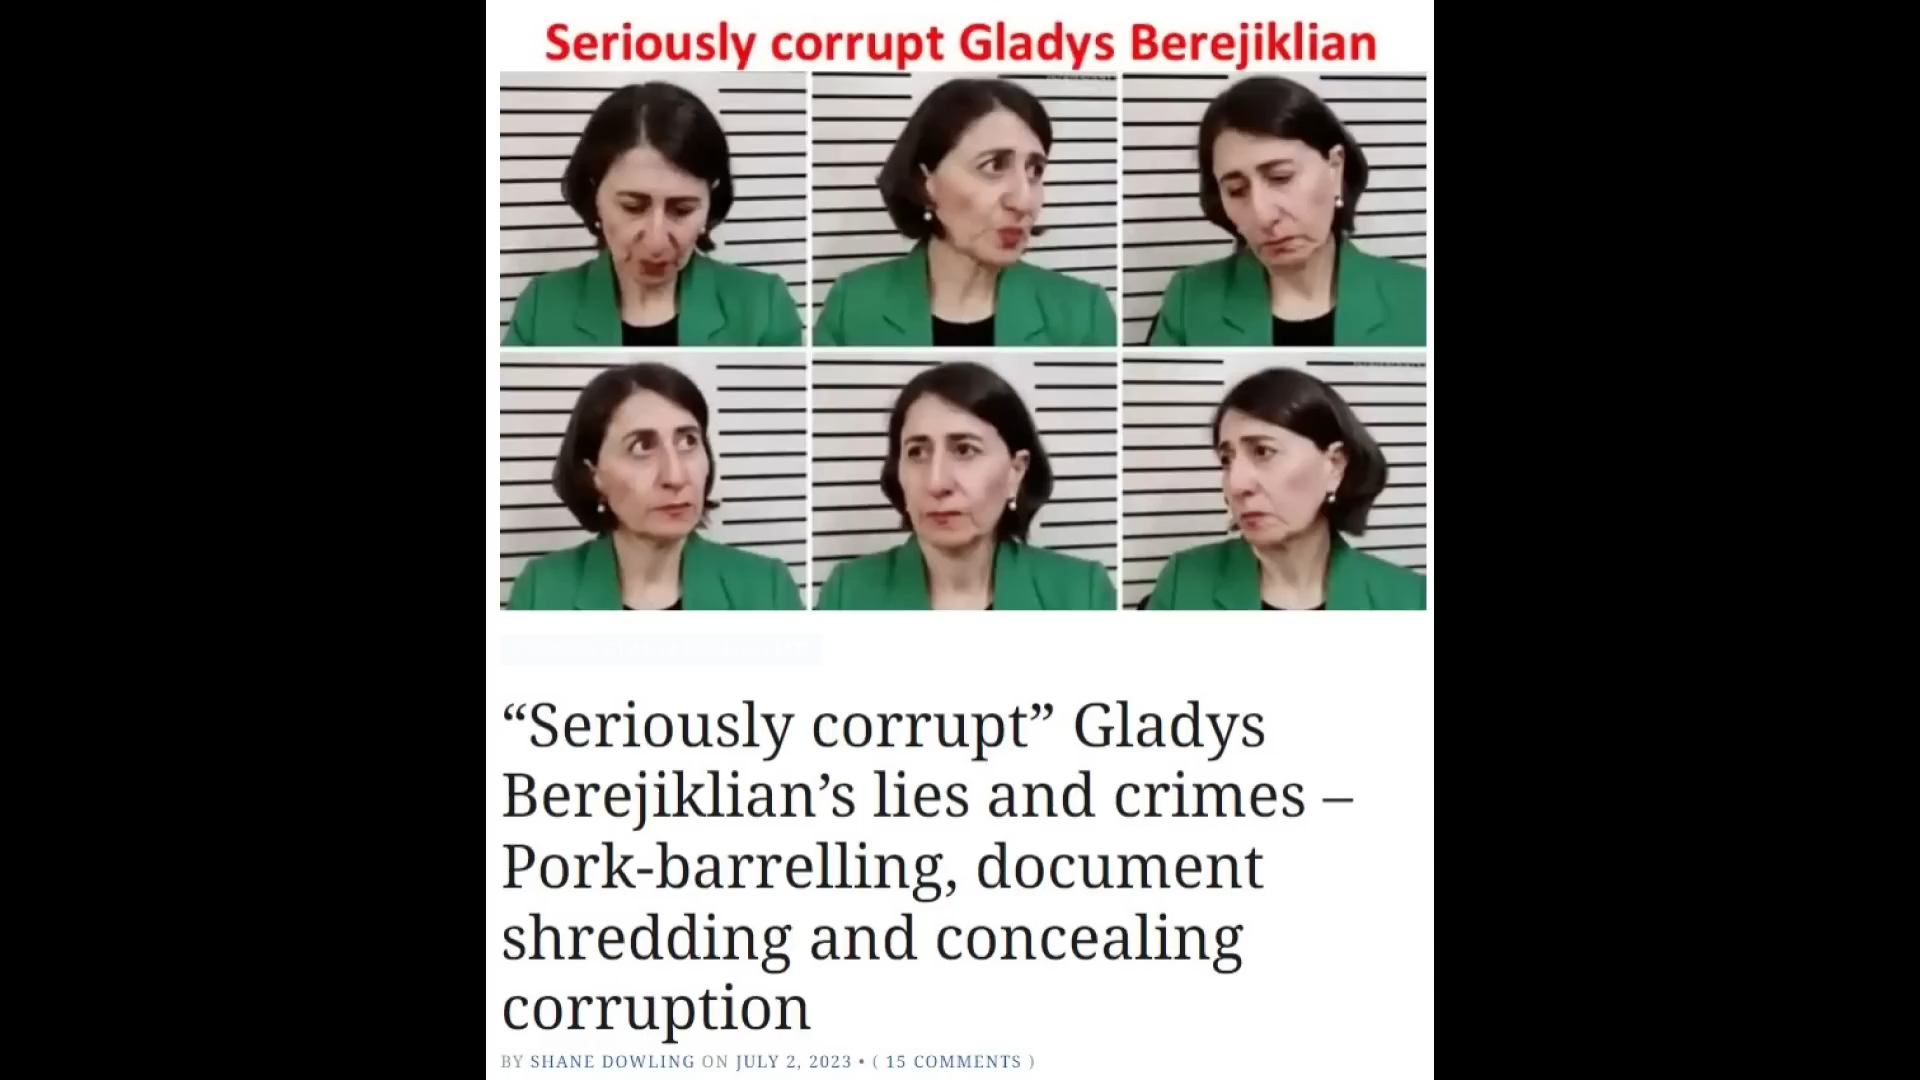 Seriously corrupt Gladys Berejiklian
“Seriously corrupt” Gladys
Berejiklian’s lies and crimes –
Pork-barrelling, document
shredding and concealing
corruption
BY SHANE DOWLING ON JULY 2, 2023 • ( 15 COMMENTS )